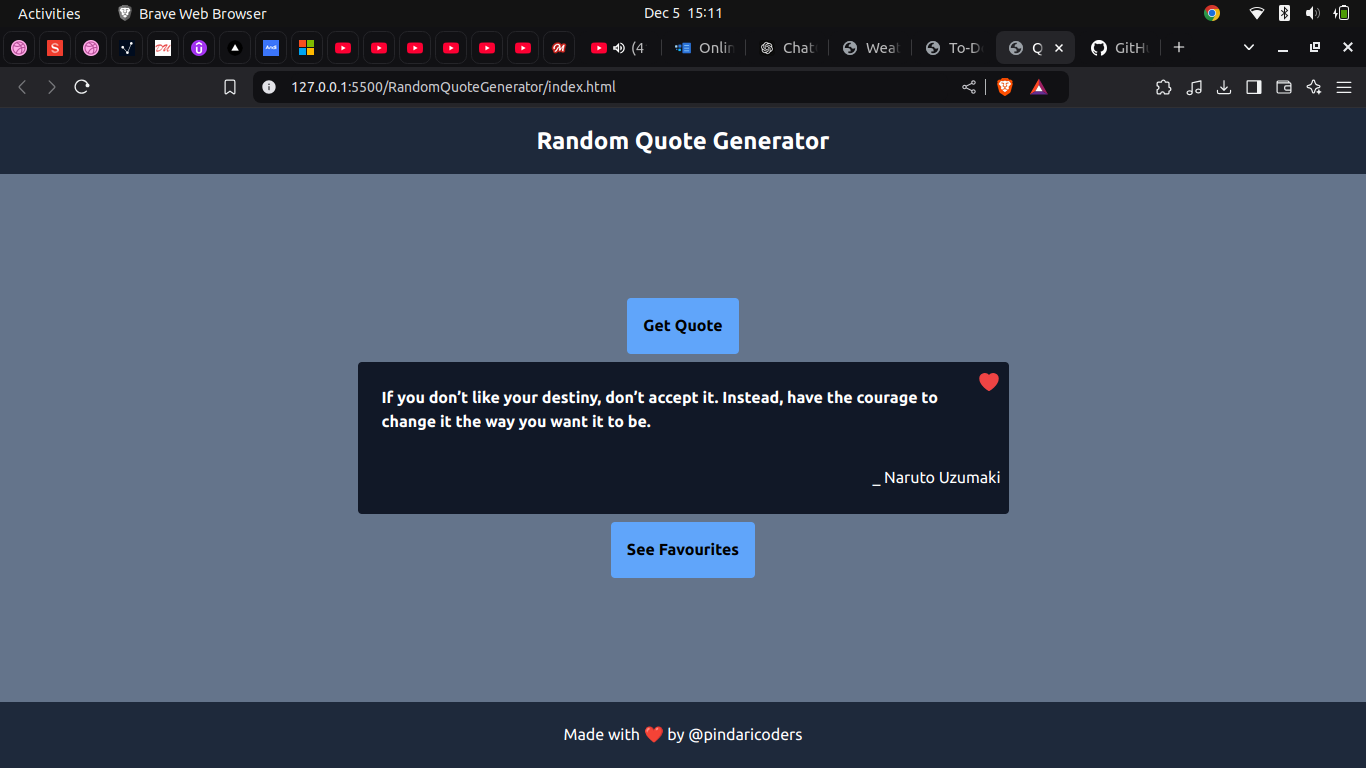 Activities Brave Web Browser Dec 5 15:11
(4 Onlin Chat Weat To-D Q GitH
127.0.0.1:5500/RandomQuoteGenerator/index.html
Random Quote Generator
Get Quote
If you don’t like your destiny, don’t accept it. Instead, have the courage to
change it the way you want it to be.
_ Naruto Uzumaki
See Favourites
Made with ❤️ by @pindaricoders